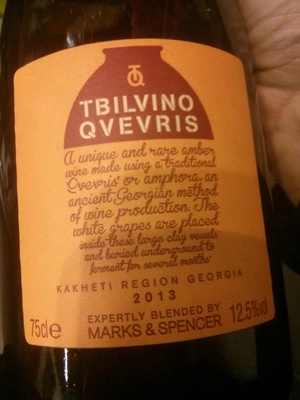 TQ
TBILVINO
QVEVRIS
A unique and rare amber
wine made using a traditional
'Qvevris' or amphora, an
ancient Georgian method
of wine production. The
white grapes are placed
inside these large clay vessels
and buried underground to
ferment for several months'
KAKHETI REGION GEORGIA
2013
75cle EXPERTLY BLENDED BY 12.5%vol
MARKS & SPENCER